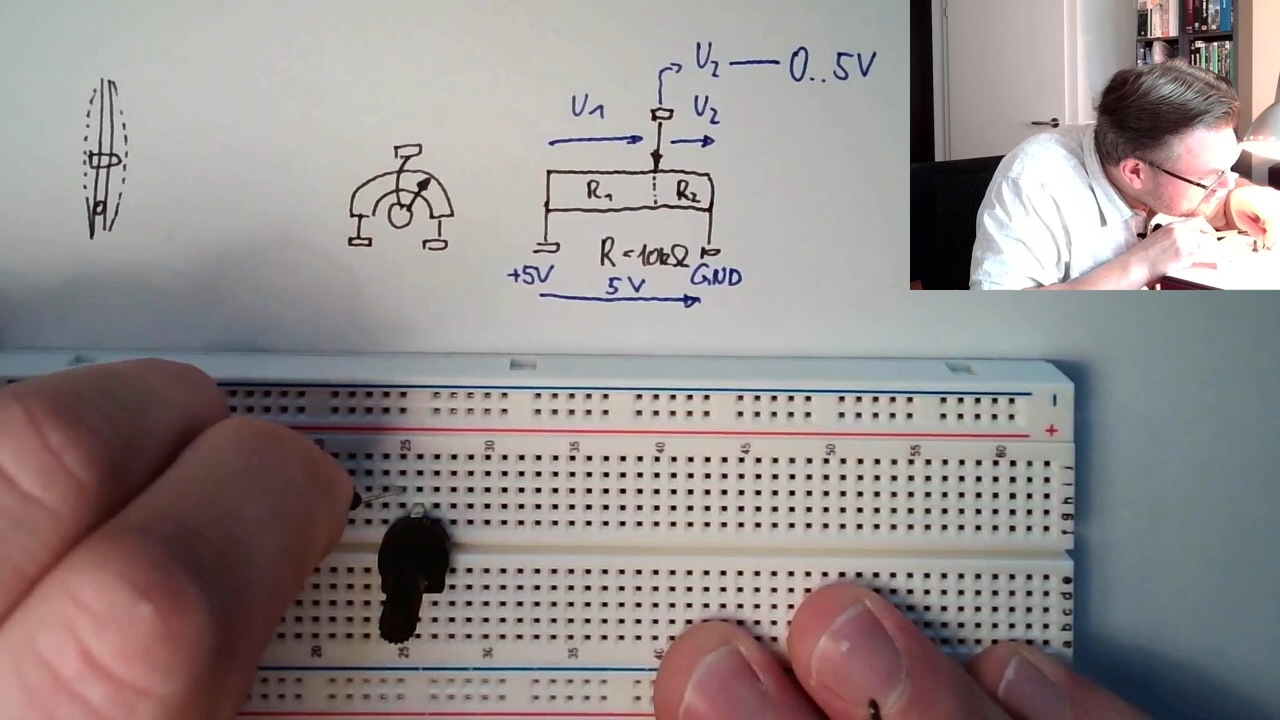 U₂ — 0..5V
U₁ U₂
R₁ R₂
R=10kΩ
+5V GND
5V
-
+
25 30 35 40 45 50 55 60
j
i
h
g
f
e
d
c
b
a
20 25 30 35 40